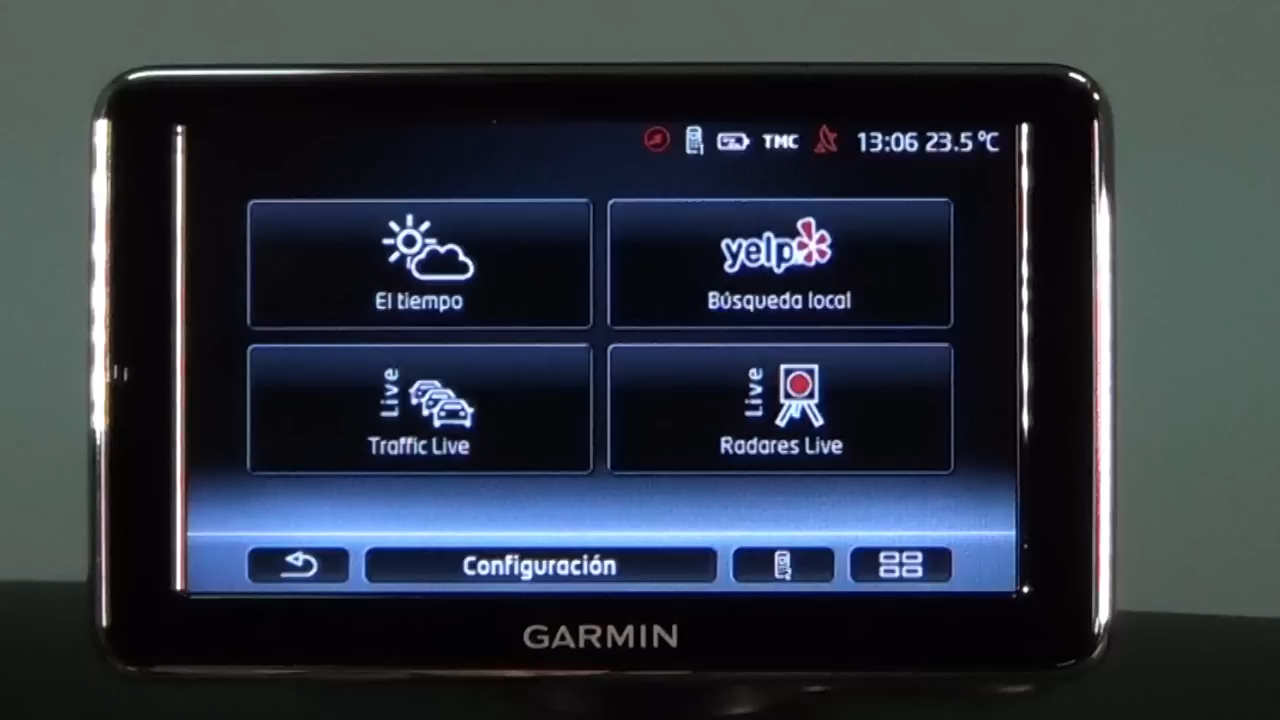 TMC 13:06 23.5°C
El tiempo
yelp
Búsqueda local
Live
Traffic Live
Live
Radares Live
Configuración
GARMIN